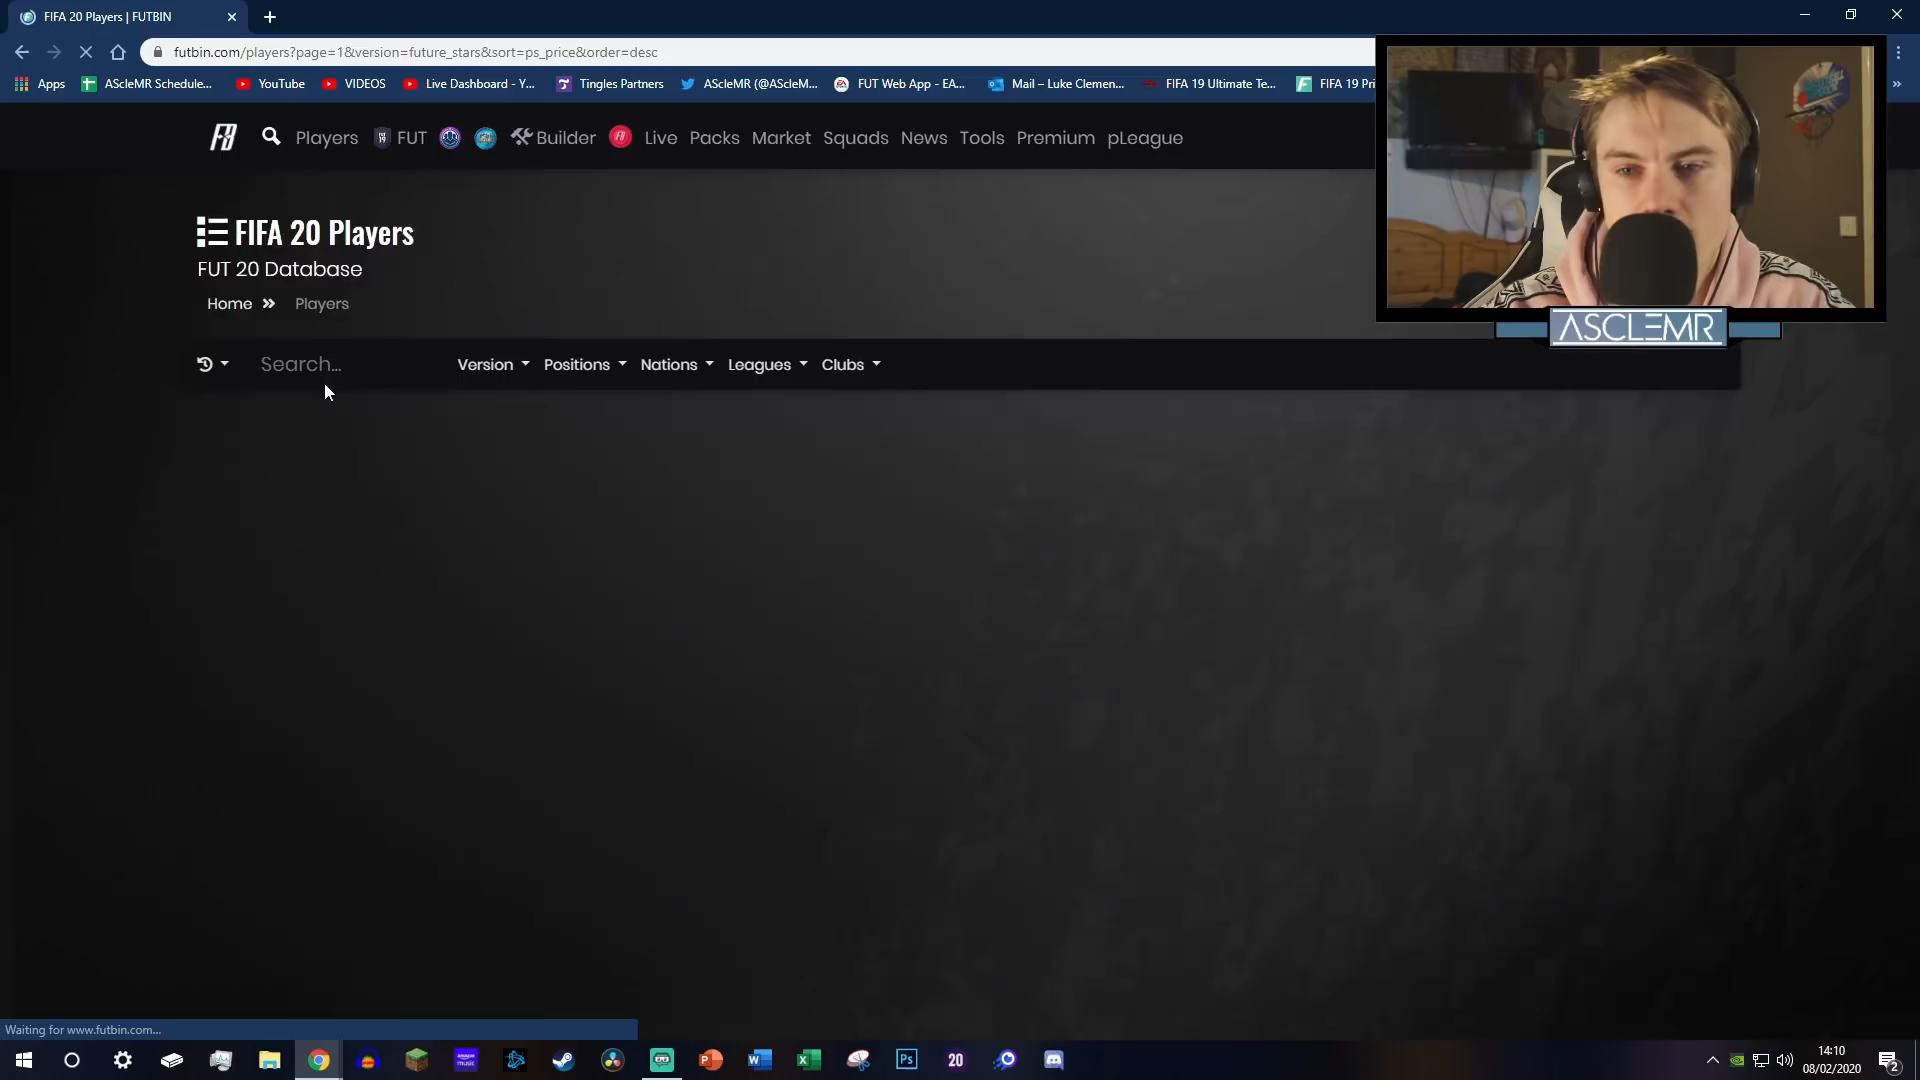 FIFA 20 Players | FUTBIN
futbin.com/players?page=1&version=future_stars&sort=ps_price&order=desc
Apps AScleMR Schedule... YouTube VIDEOS Live Dashboard - Y... Tingles Partners AScleMR (@AScleM... FUT Web App - EA... Mail – Luke Clemen... FIFA 19 Ultimate Te... FIFA 19 Pri
Players FUT Builder Live Packs Market Squads News Tools Premium pLeague
FIFA 20 Players
FUT 20 Database
Home » Players
ASCLEMR
Search... Version Positions Nations Leagues Clubs
Waiting for www.futbin.com...
amazon music
Ps
20
14:10
08/02/2020
2